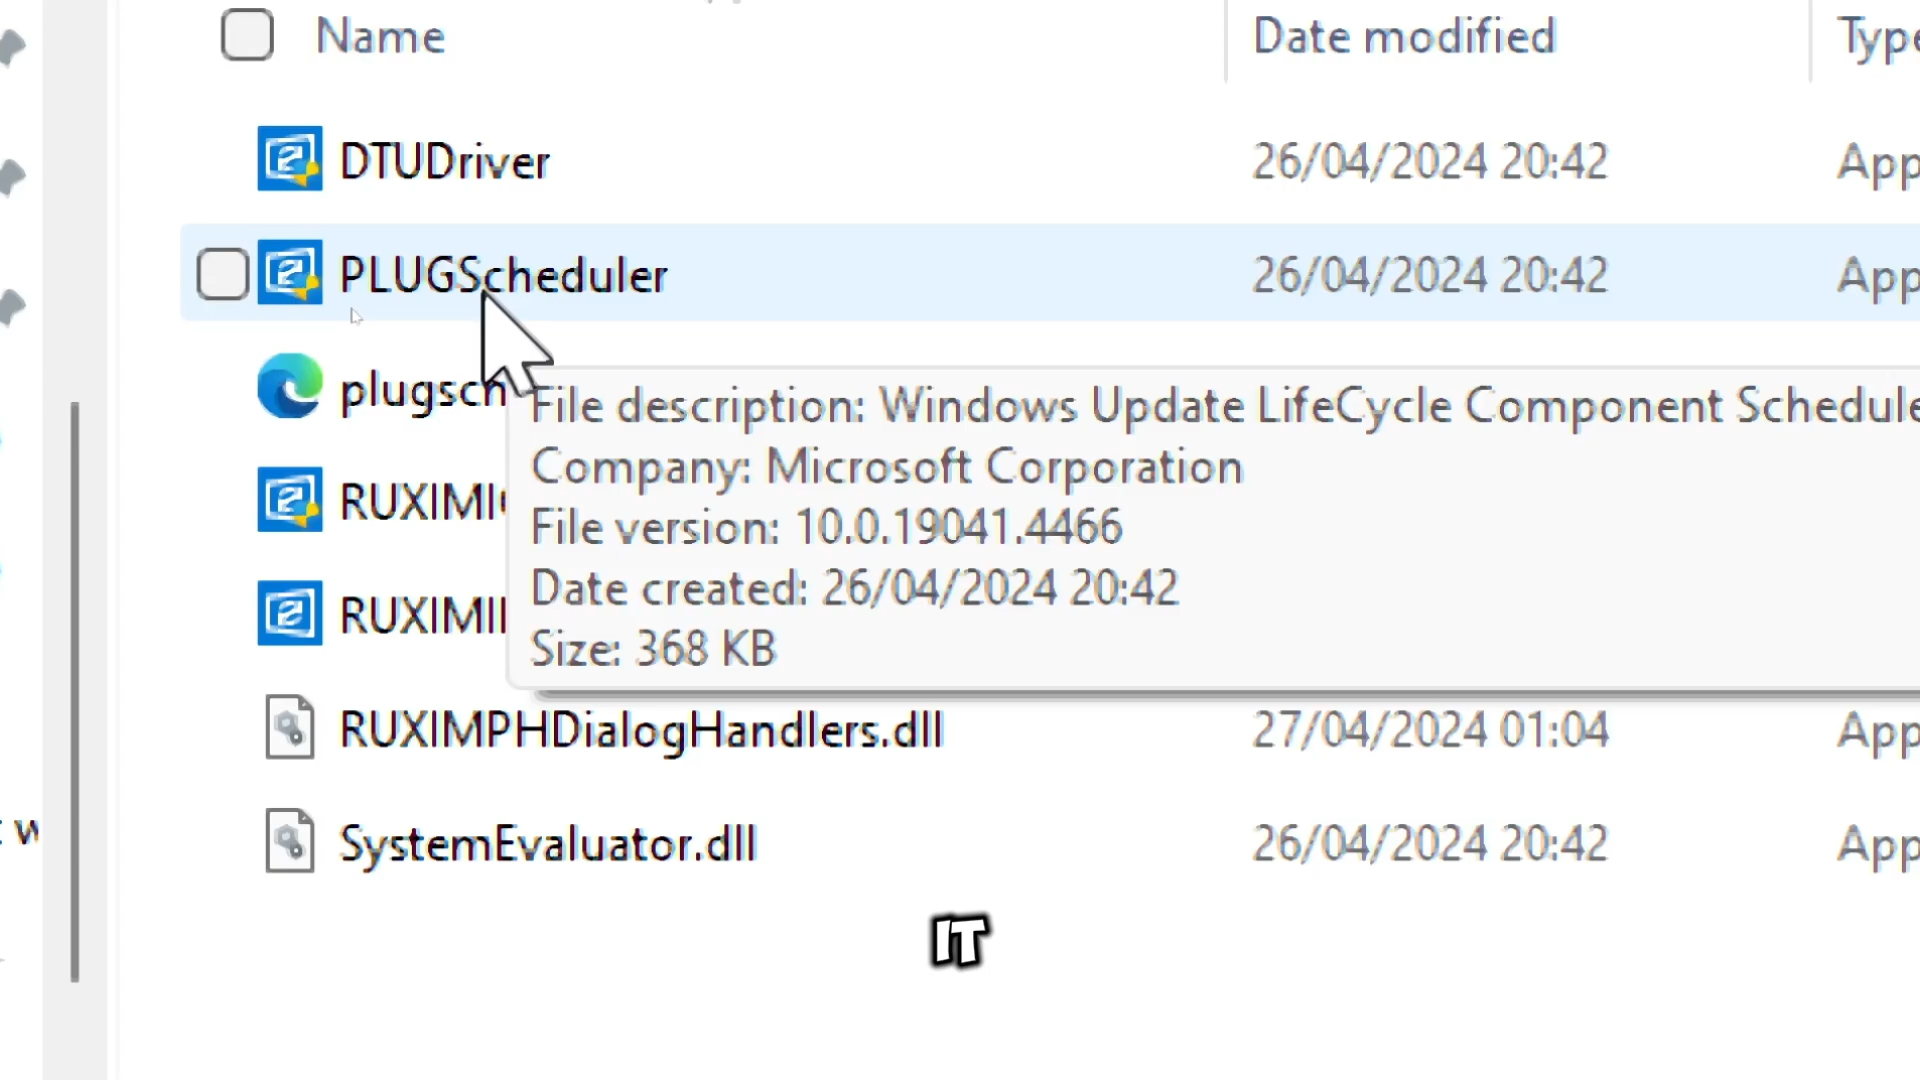 Name Date modified Type
DTUDriver 26/04/2024 20:42 App
PLUGScheduler 26/04/2024 20:42 App
plugsch
File description: Windows Update LifeCycle Component Schedule
Company: Microsoft Corporation
RUXIMI
File version: 10.0.19041.4466
Date created: 26/04/2024 20:42
RUXIMI
Size: 368 KB
RUXIMPHDialogHandlers.dll 27/04/2024 01:04 App
w
SystemEvaluator.dll 26/04/2024 20:42 App
IT